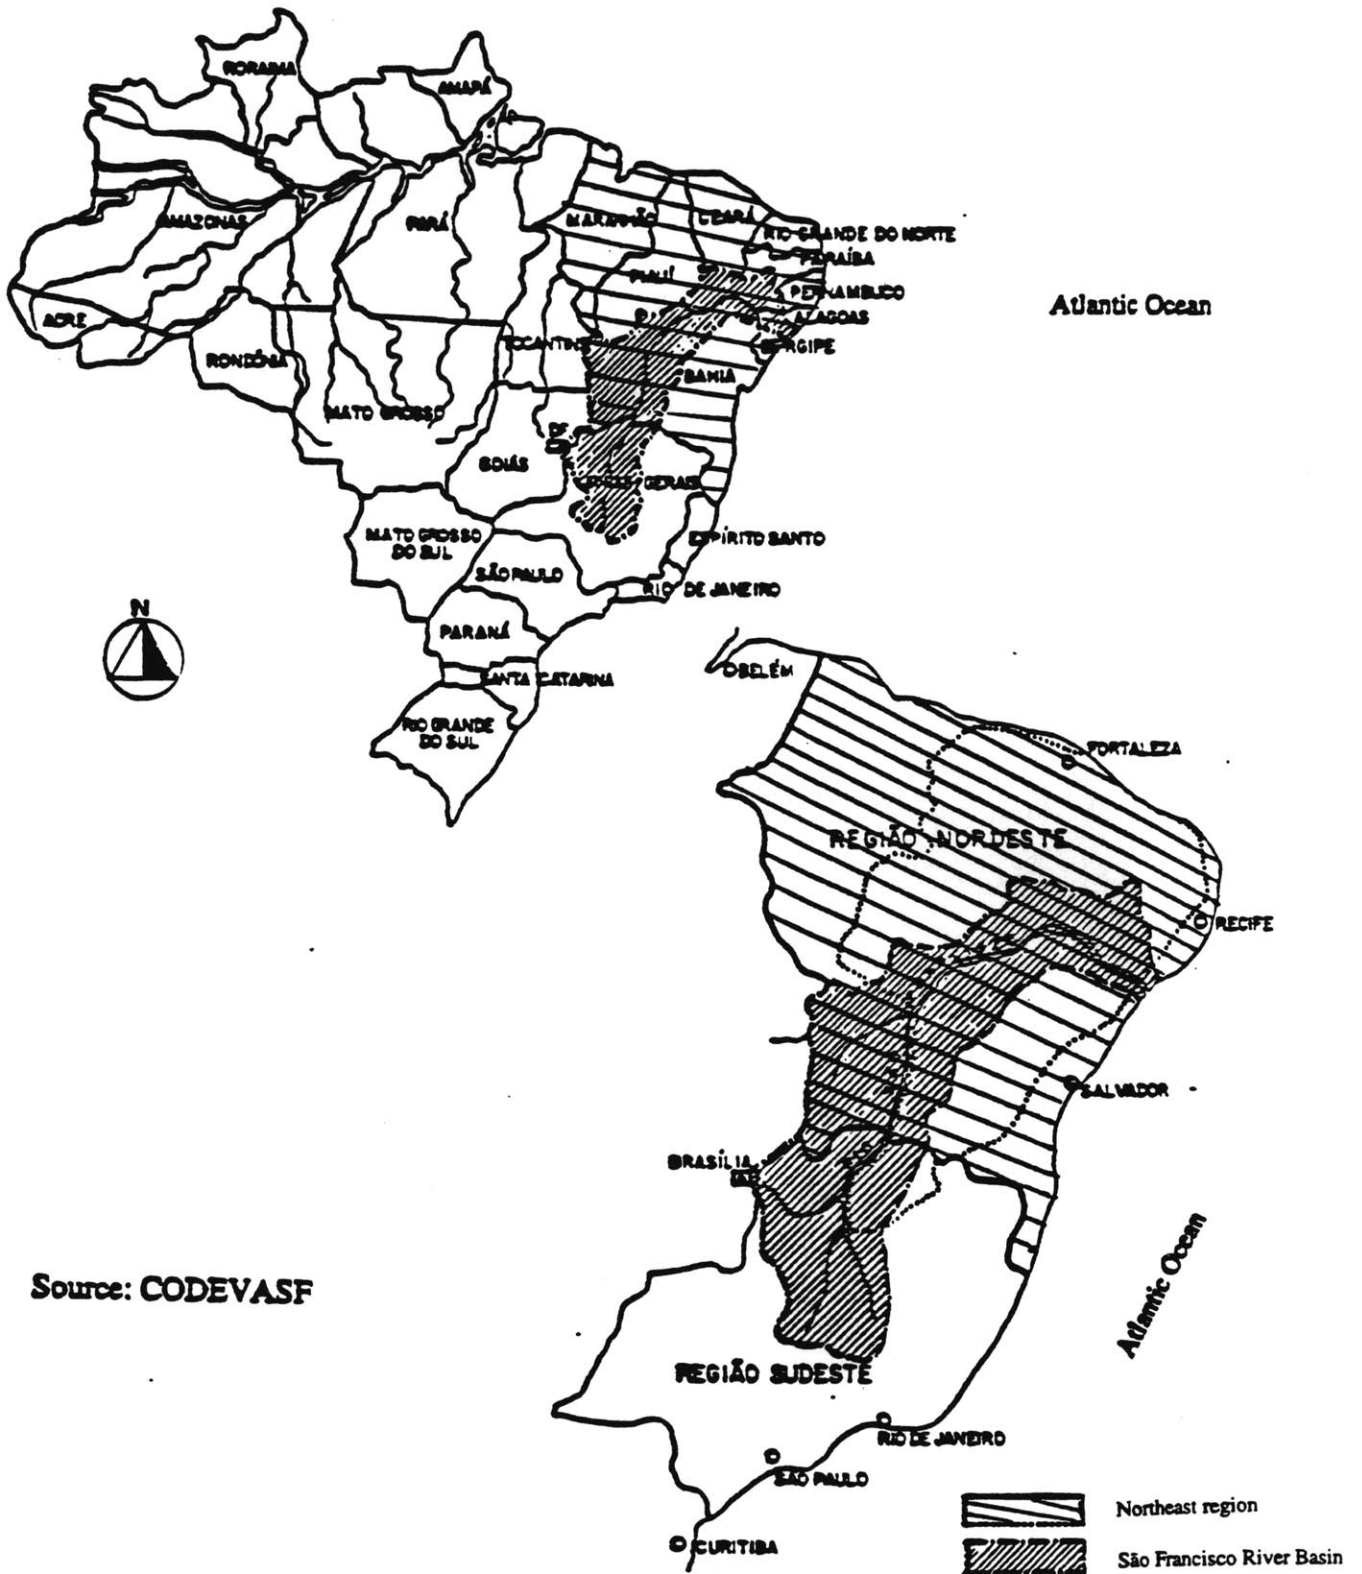 RORAIMA
AMAPÁ
AMAZONAS
PARÁ
MARANHÃO
CEARÁ
RIO GRANDE DO NORTE
PARAÍBA
PIAUÍ
PERNAMBUCO
ALAGOAS
SERGIPE
Atlantic Ocean
ACRE
RONDÔNIA
TOCANTINS
BAHIA
MATO GROSSO
DF
GOIÁS
GERAIS
MATO GROSSO
DO SUL
ESPÍRITO SANTO
SÃO PAULO
RIO DE JANEIRO
N
PARANÁ
SANTA CATARINA
RIO GRANDE
DO SUL
BELÉM
FORTALEZA
REGIÃO NORDESTE
RECIFE
SALVADOR
BRASÍLIA
Atlantic Ocean
Source: CODEVASF
REGIÃO SUDESTE
RIO DE JANEIRO
SÃO PAULO
CURITIBA
Northeast region
São Francisco River Basin